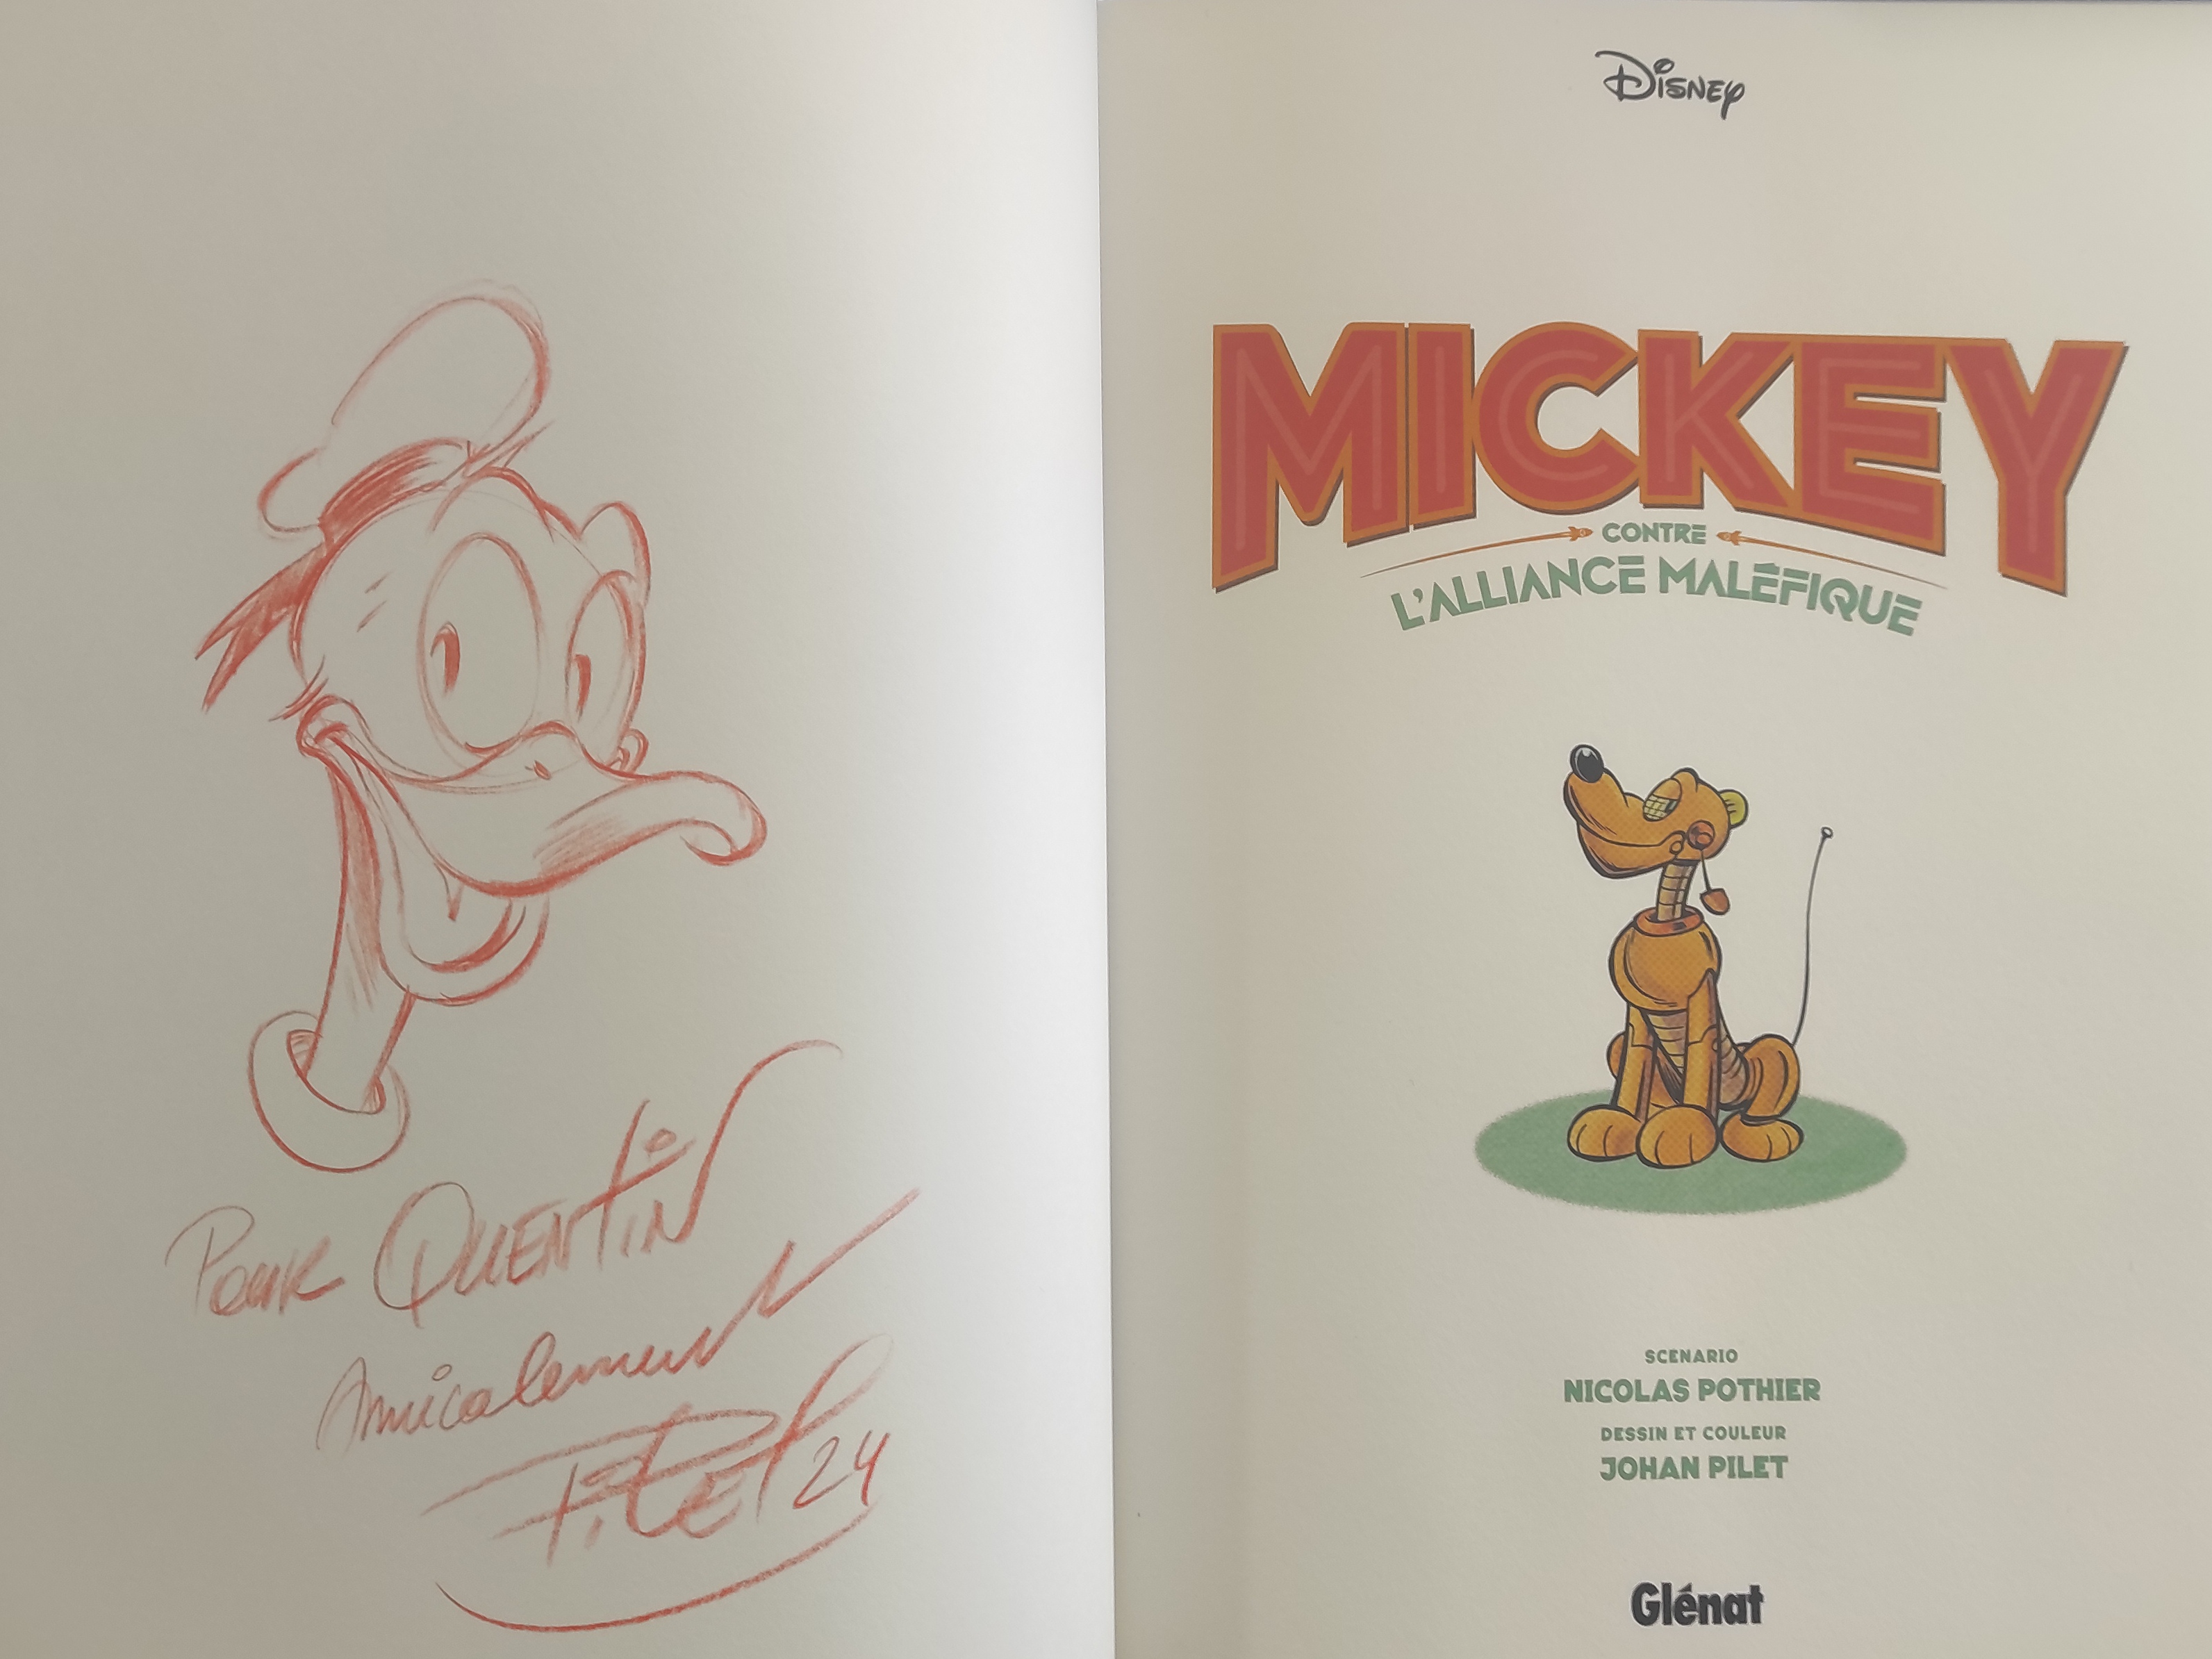 Pour Quentin
Amicalement
Pilet 24
Disney
MICKEY
CONTRE
L'ALLIANCE MALÉFIQUE
SCENARIO
NICOLAS POTHIER
DESSIN ET COULEUR
JOHAN PILET
Glénat